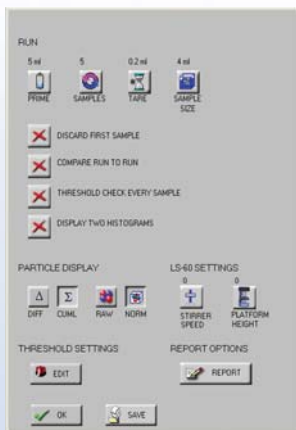 RUN
5 ml 5 0.2 ml 4 ml
PRIME SAMPLES TARE SAMPLE SIZE
DISCARD FIRST SAMPLE
COMPARE RUN TO RUN
THRESHOLD CHECK EVERY SAMPLE
DISPLAY TWO HISTOGRAMS
PARTICLE DISPLAY LS-60 SETTINGS
0 0
Δ Σ
DIFF CUML RAW NORM STIRRER SPEED PLATFORM HEIGHT
THRESHOLD SETTINGS REPORT OPTIONS
EDIT REPORT
OK SAVE